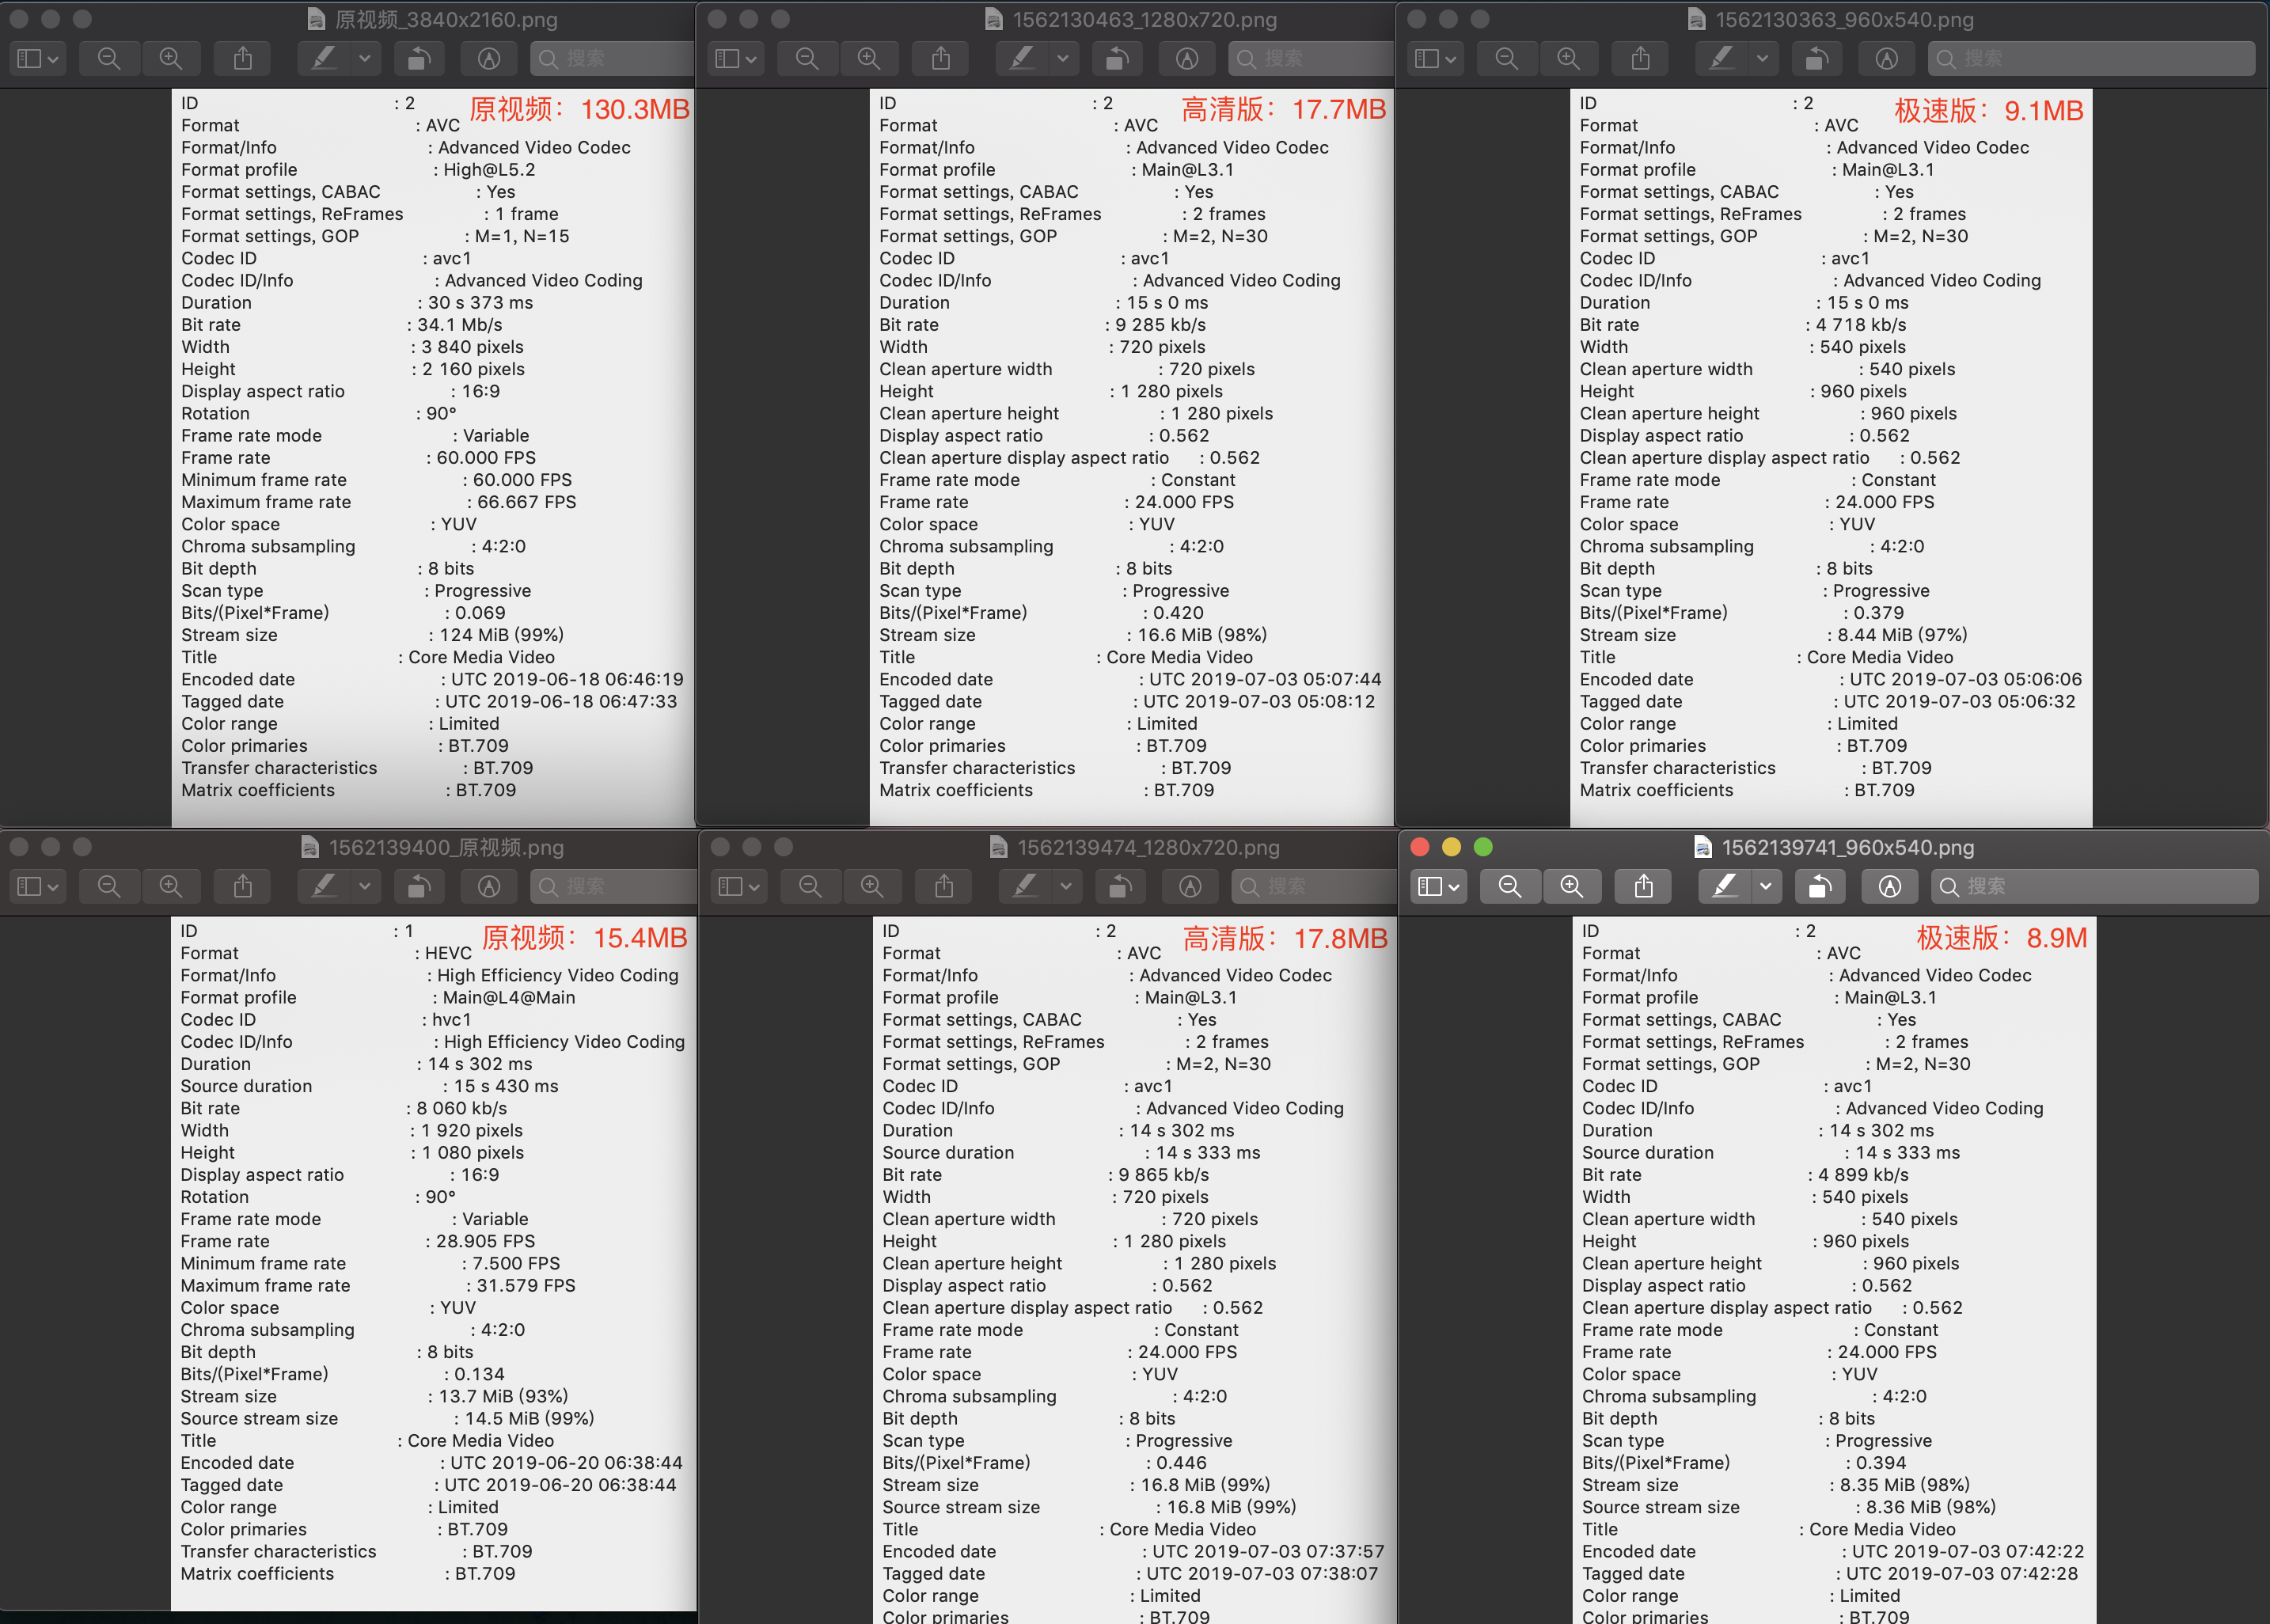 原视频_3840x2160.png
搜索
原视频：130.3MB
ID : 2
Format : AVC
Format/Info : Advanced Video Codec
Format profile : High@L5.2
Format settings, CABAC : Yes
Format settings, ReFrames : 1 frame
Format settings, GOP : M=1, N=15
Codec ID : avc1
Codec ID/Info : Advanced Video Coding
Duration : 30 s 373 ms
Bit rate : 34.1 Mb/s
Width : 3 840 pixels
Height : 2 160 pixels
Display aspect ratio : 16:9
Rotation : 90°
Frame rate mode : Variable
Frame rate : 60.000 FPS
Minimum frame rate : 60.000 FPS
Maximum frame rate : 66.667 FPS
Color space : YUV
Chroma subsampling : 4:2:0
Bit depth : 8 bits
Scan type : Progressive
Bits/(Pixel*Frame) : 0.069
Stream size : 124 MiB (99%)
Title : Core Media Video
Encoded date : UTC 2019-06-18 06:46:19
Tagged date : UTC 2019-06-18 06:47:33
Color range : Limited
Color primaries : BT.709
Transfer characteristics : BT.709
Matrix coefficients : BT.709
1562130463_1280x720.png
搜索
高清版：17.7MB
ID : 2
Format : AVC
Format/Info : Advanced Video Codec
Format profile : Main@L3.1
Format settings, CABAC : Yes
Format settings, ReFrames : 2 frames
Format settings, GOP : M=2, N=30
Codec ID : avc1
Codec ID/Info : Advanced Video Coding
Duration : 15 s 0 ms
Bit rate : 9 285 kb/s
Width : 720 pixels
Clean aperture width : 720 pixels
Height : 1 280 pixels
Clean aperture height : 1 280 pixels
Display aspect ratio : 0.562
Clean aperture display aspect ratio : 0.562
Frame rate mode : Constant
Frame rate : 24.000 FPS
Color space : YUV
Chroma subsampling : 4:2:0
Bit depth : 8 bits
Scan type : Progressive
Bits/(Pixel*Frame) : 0.420
Stream size : 16.6 MiB (98%)
Title : Core Media Video
Encoded date : UTC 2019-07-03 05:07:44
Tagged date : UTC 2019-07-03 05:08:12
Color range : Limited
Color primaries : BT.709
Transfer characteristics : BT.709
Matrix coefficients : BT.709
1562130363_960x540.png
搜索
极速版：9.1MB
ID : 2
Format : AVC
Format/Info : Advanced Video Codec
Format profile : Main@L3.1
Format settings, CABAC : Yes
Format settings, ReFrames : 2 frames
Format settings, GOP : M=2, N=30
Codec ID : avc1
Codec ID/Info : Advanced Video Coding
Duration : 15 s 0 ms
Bit rate : 4 718 kb/s
Width : 540 pixels
Clean aperture width : 540 pixels
Height : 960 pixels
Clean aperture height : 960 pixels
Display aspect ratio : 0.562
Clean aperture display aspect ratio : 0.562
Frame rate mode : Constant
Frame rate : 24.000 FPS
Color space : YUV
Chroma subsampling : 4:2:0
Bit depth : 8 bits
Scan type : Progressive
Bits/(Pixel*Frame) : 0.379
Stream size : 8.44 MiB (97%)
Title : Core Media Video
Encoded date : UTC 2019-07-03 05:06:06
Tagged date : UTC 2019-07-03 05:06:32
Color range : Limited
Color primaries : BT.709
Transfer characteristics : BT.709
Matrix coefficients : BT.709
1562139400_原视频.png
搜索
原视频：15.4MB
ID : 1
Format : HEVC
Format/Info : High Efficiency Video Coding
Format profile : Main@L4@Main
Codec ID : hvc1
Codec ID/Info : High Efficiency Video Coding
Duration : 14 s 302 ms
Source duration : 15 s 430 ms
Bit rate : 8 060 kb/s
Width : 1 920 pixels
Height : 1 080 pixels
Display aspect ratio : 16:9
Rotation : 90°
Frame rate mode : Variable
Frame rate : 28.905 FPS
Minimum frame rate : 7.500 FPS
Maximum frame rate : 31.579 FPS
Color space : YUV
Chroma subsampling : 4:2:0
Bit depth : 8 bits
Bits/(Pixel*Frame) : 0.134
Stream size : 13.7 MiB (93%)
Source stream size : 14.5 MiB (99%)
Title : Core Media Video
Encoded date : UTC 2019-06-20 06:38:44
Tagged date : UTC 2019-06-20 06:38:44
Color range : Limited
Color primaries : BT.709
Transfer characteristics : BT.709
Matrix coefficients : BT.709
1562139474_1280x720.png
搜索
高清版：17.8MB
ID : 2
Format : AVC
Format/Info : Advanced Video Codec
Format profile : Main@L3.1
Format settings, CABAC : Yes
Format settings, ReFrames : 2 frames
Format settings, GOP : M=2, N=30
Codec ID : avc1
Codec ID/Info : Advanced Video Coding
Duration : 14 s 302 ms
Source duration : 14 s 333 ms
Bit rate : 9 865 kb/s
Width : 720 pixels
Clean aperture width : 720 pixels
Height : 1 280 pixels
Clean aperture height : 1 280 pixels
Display aspect ratio : 0.562
Clean aperture display aspect ratio : 0.562
Frame rate mode : Constant
Frame rate : 24.000 FPS
Color space : YUV
Chroma subsampling : 4:2:0
Bit depth : 8 bits
Scan type : Progressive
Bits/(Pixel*Frame) : 0.446
Stream size : 16.8 MiB (99%)
Source stream size : 16.8 MiB (99%)
Title : Core Media Video
Encoded date : UTC 2019-07-03 07:37:57
Tagged date : UTC 2019-07-03 07:38:07
Color range : Limited
Color primaries : BT.709
1562139741_960x540.png
搜索
极速版：8.9M
ID : 2
Format : AVC
Format/Info : Advanced Video Codec
Format profile : Main@L3.1
Format settings, CABAC : Yes
Format settings, ReFrames : 2 frames
Format settings, GOP : M=2, N=30
Codec ID : avc1
Codec ID/Info : Advanced Video Coding
Duration : 14 s 302 ms
Source duration : 14 s 333 ms
Bit rate : 4 899 kb/s
Width : 540 pixels
Clean aperture width : 540 pixels
Height : 960 pixels
Clean aperture height : 960 pixels
Display aspect ratio : 0.562
Clean aperture display aspect ratio : 0.562
Frame rate mode : Constant
Frame rate : 24.000 FPS
Color space : YUV
Chroma subsampling : 4:2:0
Bit depth : 8 bits
Scan type : Progressive
Bits/(Pixel*Frame) : 0.394
Stream size : 8.35 MiB (98%)
Source stream size : 8.36 MiB (98%)
Title : Core Media Video
Encoded date : UTC 2019-07-03 07:42:22
Tagged date : UTC 2019-07-03 07:42:28
Color range : Limited
Color primaries : BT.709